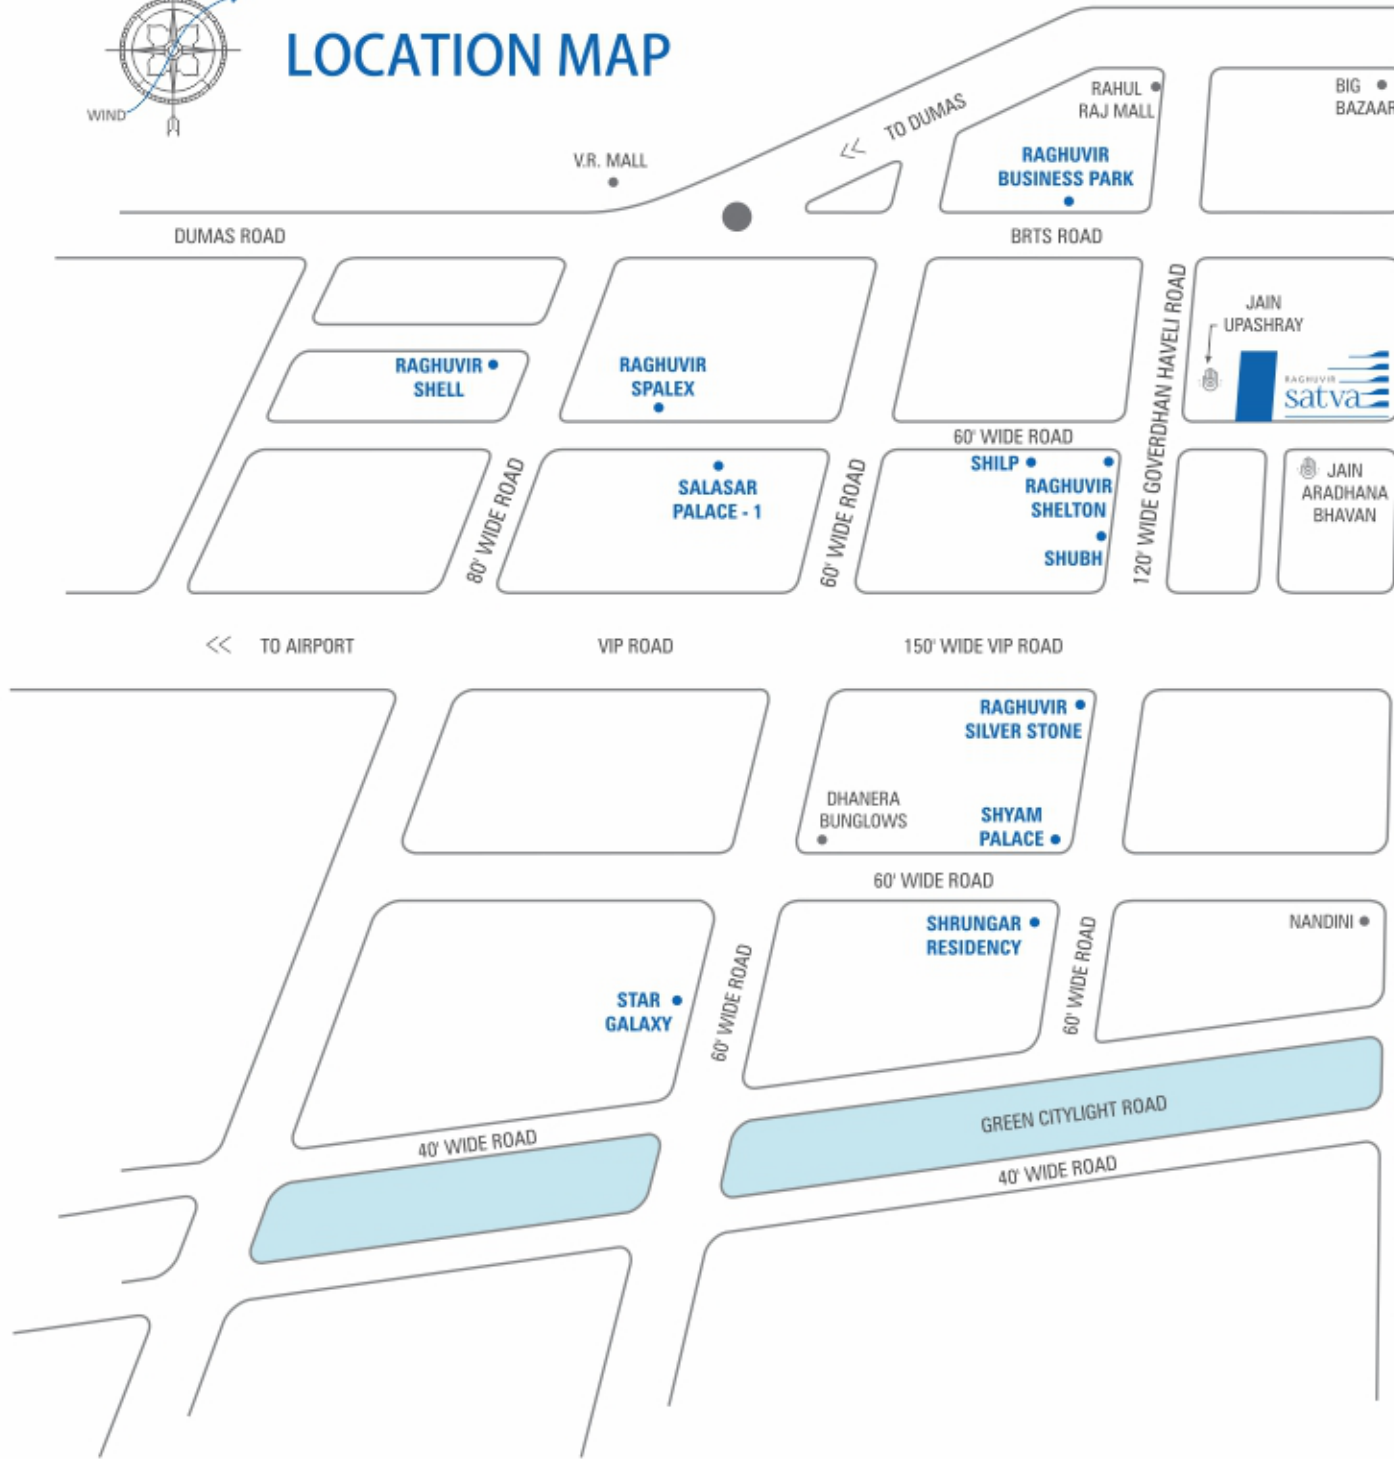 LOCATION MAP
WIND
V.R. MALL
TO DUMAS
RAHUL
RAJ MALL
BIG
BAZAAR
RAGHUVIR
BUSINESS PARK
DUMAS ROAD
BRTS ROAD
120' WIDE GOVERDHAN HAVELI ROAD
JAIN
UPASHRAY
RAGHUVIR
SHELL
RAGHUVIR
SPALEX
RAGHUVIR
satva
60' WIDE ROAD
80' WIDE ROAD
SALASAR
PALACE - 1
60' WIDE ROAD
SHILP
RAGHUVIR
SHELTON
SHUBH
JAIN
ARADHANA
BHAVAN
TO AIRPORT
VIP ROAD
150' WIDE VIP ROAD
RAGHUVIR
SILVER STONE
DHANERA
BUNGLOWS
SHYAM
PALACE
60' WIDE ROAD
SHRUNGAR
RESIDENCY
60' WIDE ROAD
NANDINI
STAR
GALAXY
60' WIDE ROAD
GREEN CITYLIGHT ROAD
40' WIDE ROAD
40' WIDE ROAD